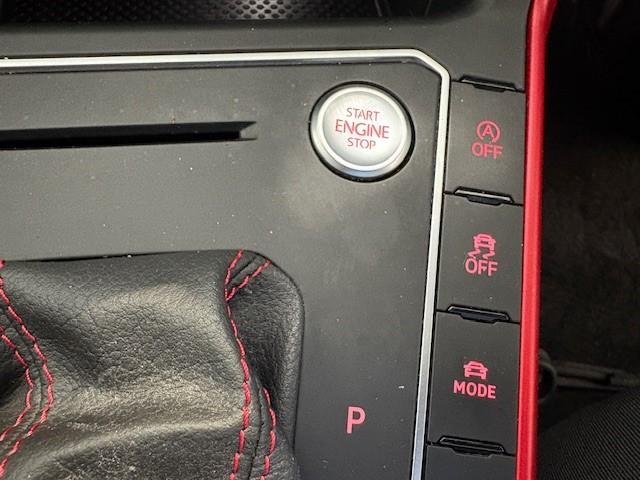 START
ENGINE
STOP
A
OFF
OFF
MODE
P